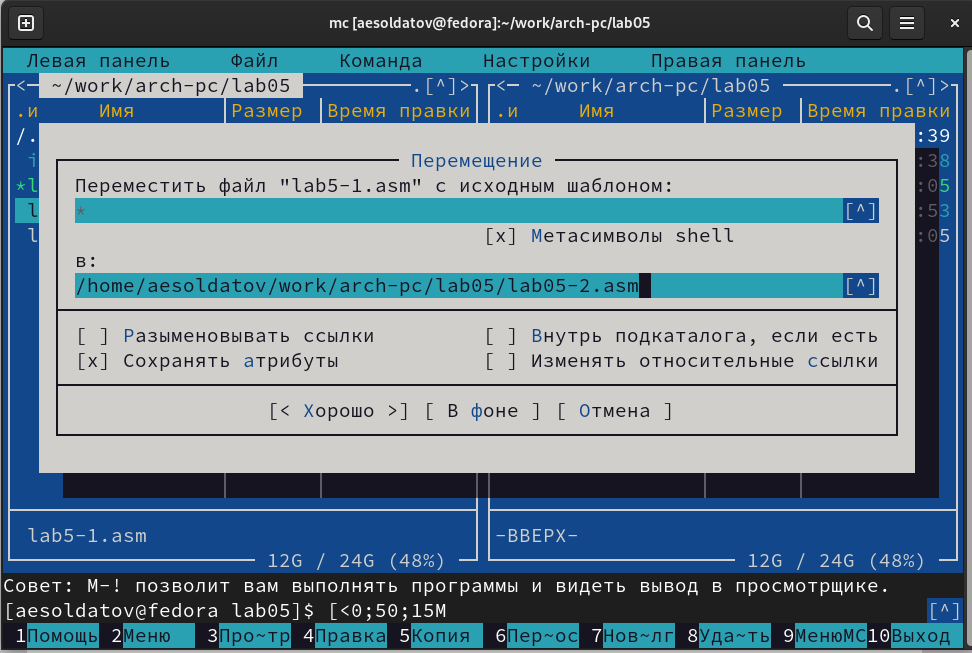 mc [aesoldatov@fedora]:~/work/arch-pc/lab05
Левая панель Файл Команда Настройки Правая панель
<— ~/work/arch-pc/lab05 .[^]> <— ~/work/arch-pc/lab05 .[^]>
.и Имя Размер Время правки .и Имя Размер Время правки
/. :39
i :38
*l :05
l :53
l :05
Перемещение
Переместить файл "lab5-1.asm" с исходным шаблоном:
* [^]
[x] Метасимволы shell
в:
/home/aesoldatov/work/arch-pc/lab05/lab05-2.asm [^]
[ ] Разыменовывать ссылки [ ] Внутрь подкаталога, если есть
[x] Сохранять атрибуты [ ] Изменять относительные ссылки
[< Хорошо >] [ В фоне ] [ Отмена ]
lab5-1.asm -ВВЕРХ-
12G / 24G (48%) 12G / 24G (48%)
Совет: M-! позволит вам выполнять программы и видеть вывод в просмотрщике.
[aesoldatov@fedora lab05]$ [<0;50;15M [^]
1Помощь 2Меню 3Про~тр 4Правка 5Копия 6Пер~ос 7Нов~лг 8Уда~ть 9МенюMC 10Выход